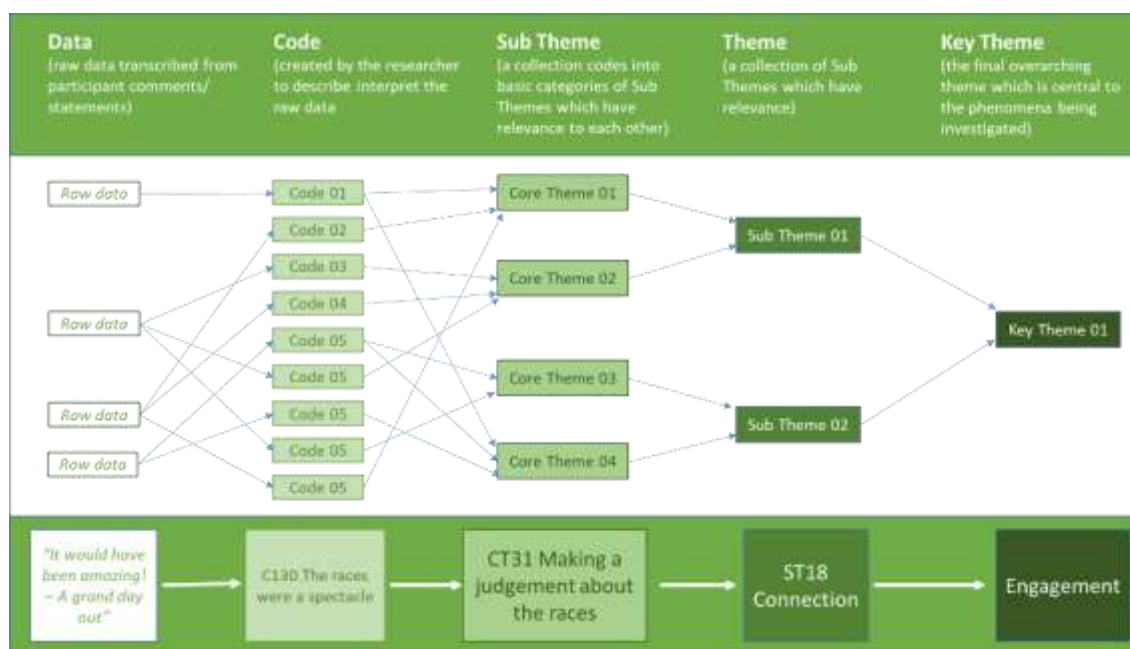 Data
(raw data transcribed from
participant comments/
statements)
Code
(created by the researcher
to describe interpret the
raw data
Sub Theme
(a collection codes into
basic categories of Sub
Themes which have
relevance to each other)
Theme
(a collection of Sub
Themes which have
relevance)
Key Theme
(the final overarching
theme which is central to
the phenomena being
investigated)
Raw data
Raw data
Raw data
Raw data
Code 01
Code 02
Code 03
Code 04
Code 05
Code 05
Code 05
Code 05
Code 05
Core Theme 01
Core Theme 02
Core Theme 03
Core Theme 04
Sub Theme 01
Sub Theme 02
Key Theme 01
"It would have
been amazing!
– A grand day
out"
C130 The races
were a spectacle
CT31 Making a
judgement about
the races
ST18
Connection
Engagement